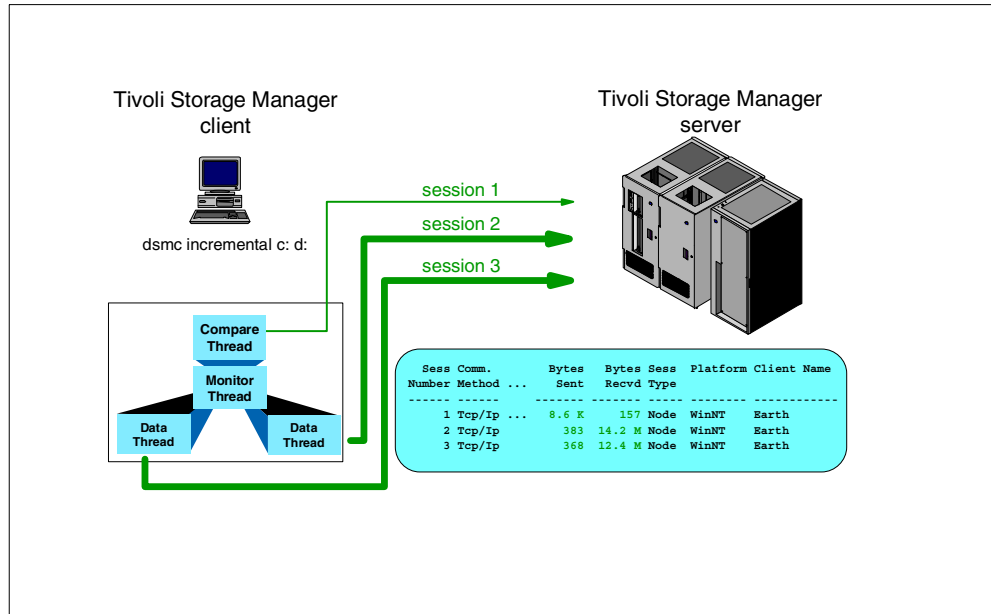 Tivoli Storage Manager
client
Tivoli Storage Manager
server
session 1
session 2
session 3
dsmc incremental c: d:
Compare
Thread
Monitor
Thread
Data
Thread
Data
Thread
Sess Comm. Bytes Bytes Sess Platform Client Name
Number Method ... Sent Recvd Type
------ ------ ------- ------- ----- -------- ------------
1 Tcp/Ip ... 8.6 K 157 Node WinNT Earth
2 Tcp/Ip 383 14.2 M Node WinNT Earth
3 Tcp/Ip 368 12.4 M Node WinNT Earth